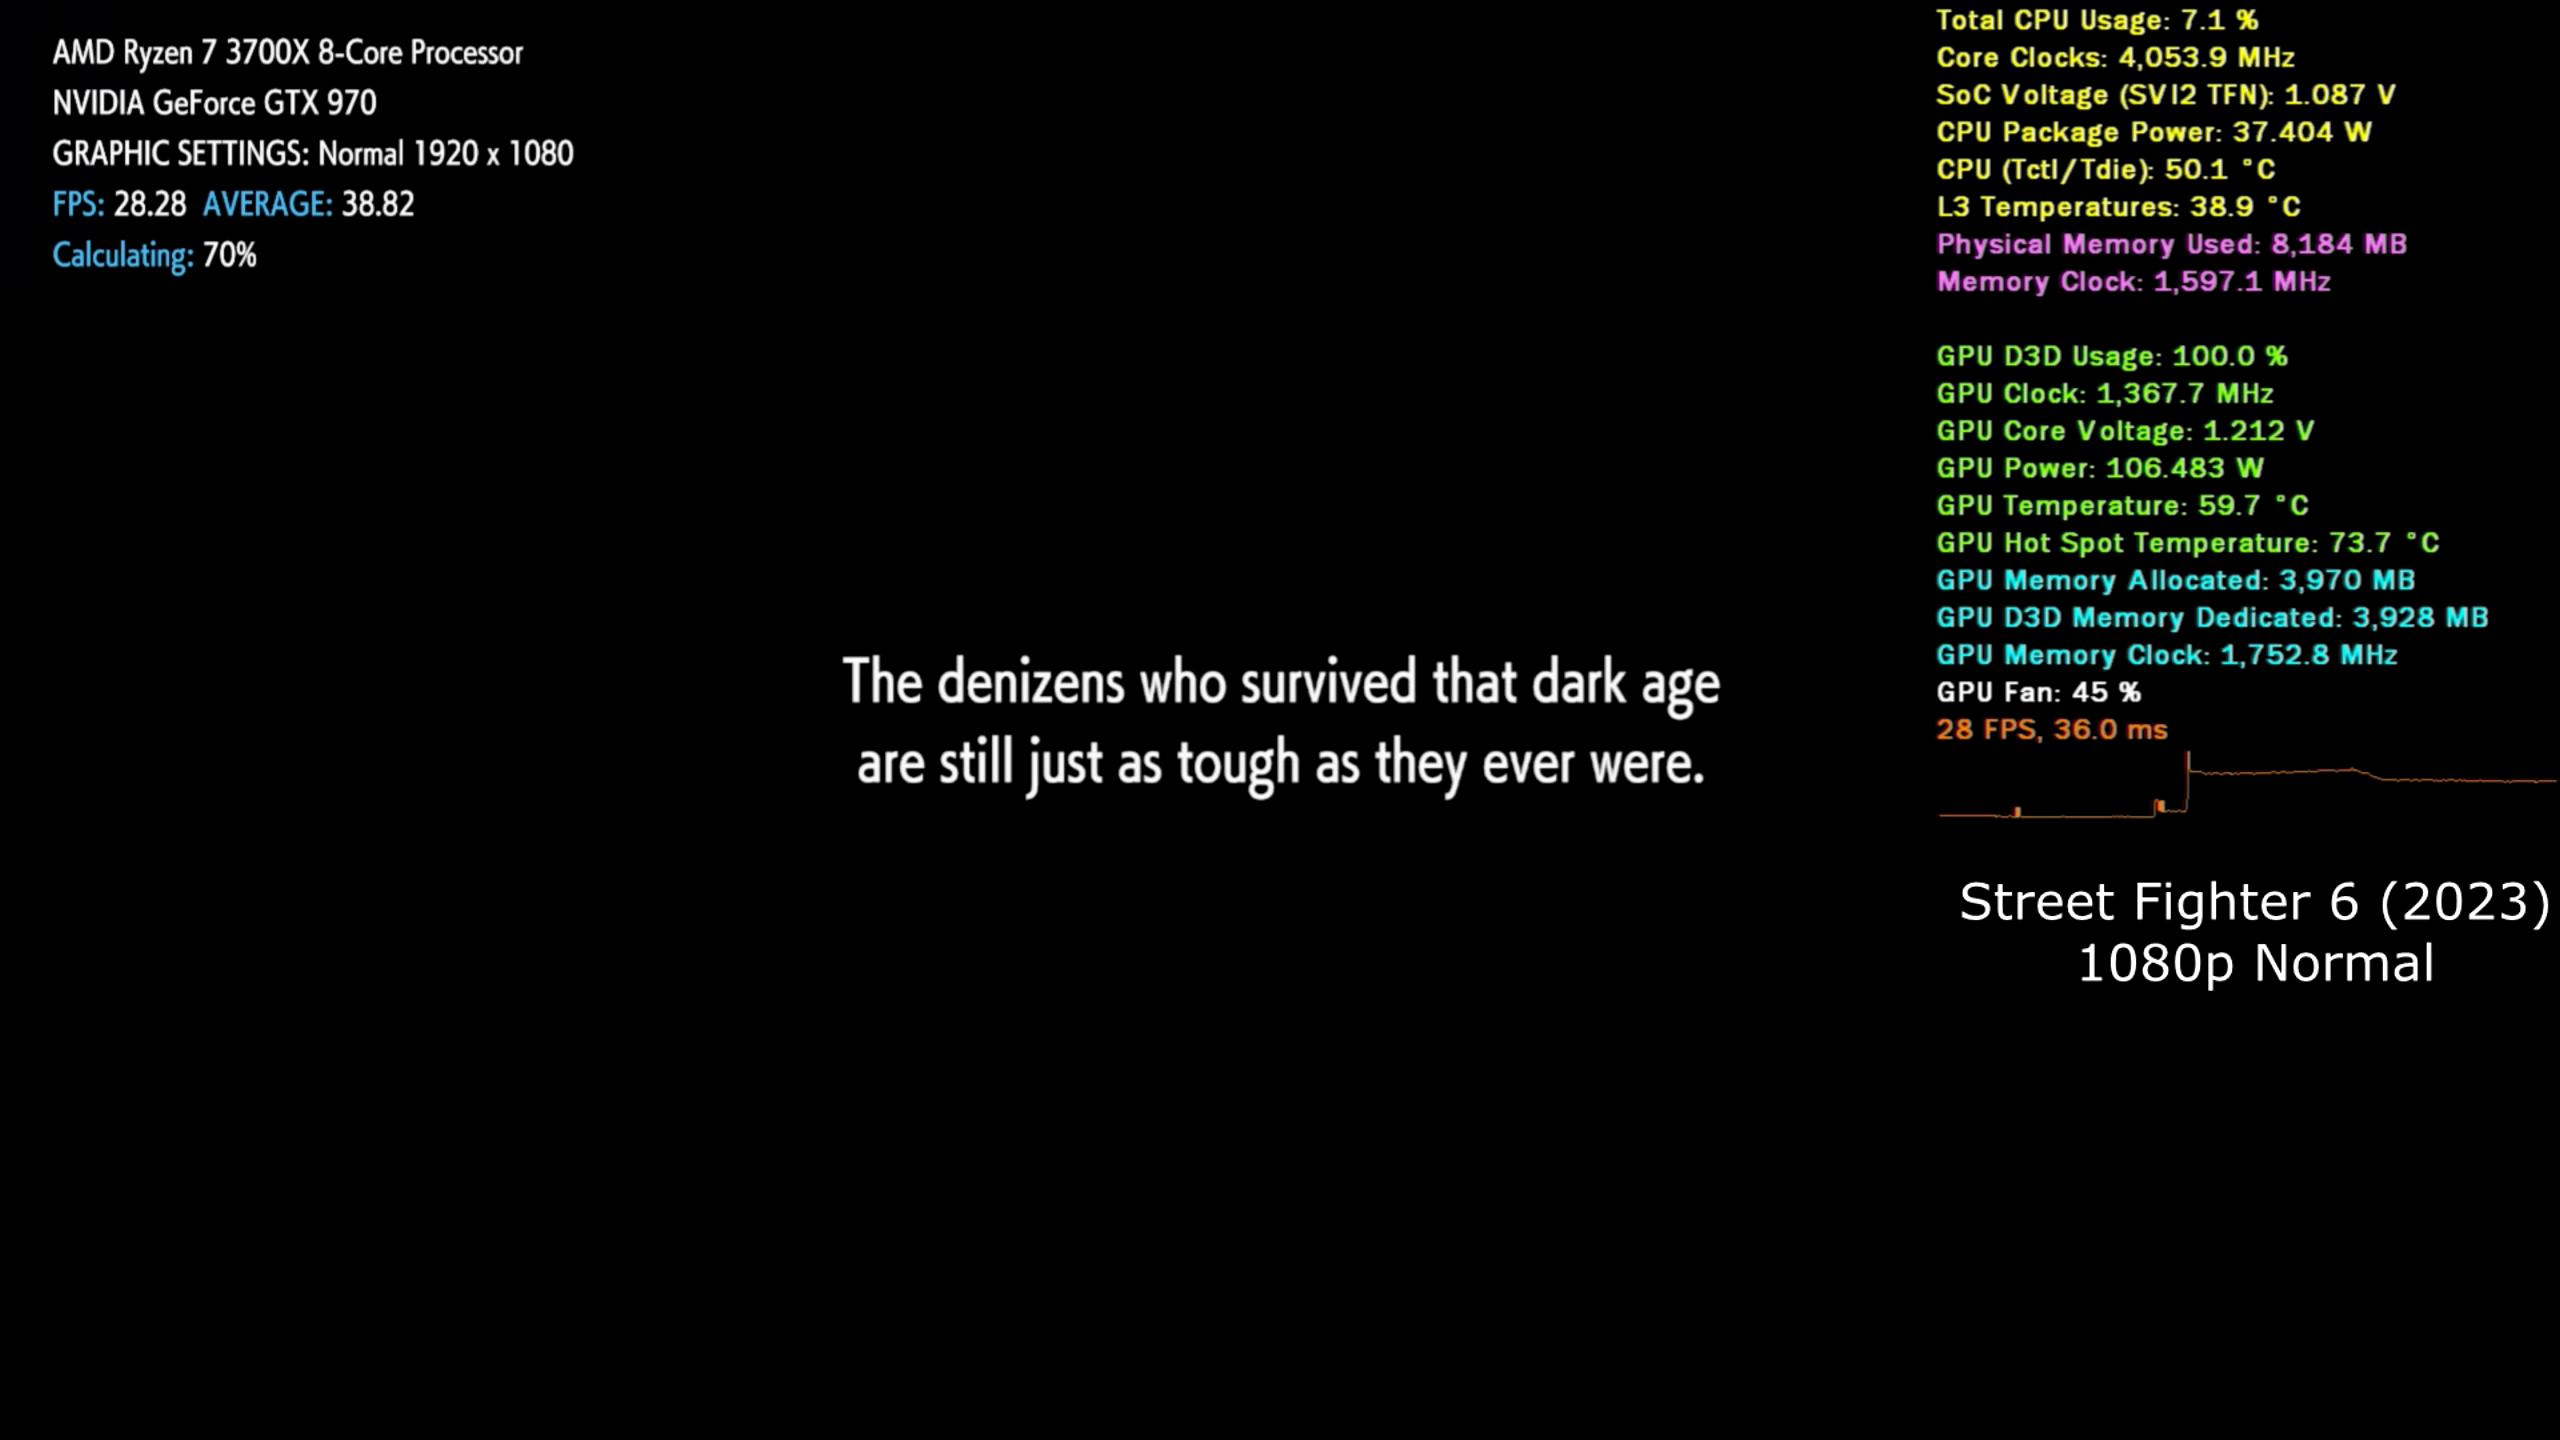 AMD Ryzen 7 3700X 8-Core Processor
NVIDIA GeForce GTX 970
GRAPHIC SETTINGS: Normal 1920 x 1080
FPS: 28.28 AVERAGE: 38.82
Calculating: 70%
The denizens who survived that dark age
are still just as tough as they ever were.
Total CPU Usage: 7.1 %
Core Clocks: 4,053.9 MHz
SoC Voltage (SVI2 TFN): 1.087 V
CPU Package Power: 37.404 W
CPU (Tctl/Tdie): 50.1 °C
L3 Temperatures: 38.9 °C
Physical Memory Used: 8,184 MB
Memory Clock: 1,597.1 MHz
GPU D3D Usage: 100.0 %
GPU Clock: 1,367.7 MHz
GPU Core Voltage: 1.212 V
GPU Power: 106.483 W
GPU Temperature: 59.7 °C
GPU Hot Spot Temperature: 73.7 °C
GPU Memory Allocated: 3,970 MB
GPU D3D Memory Dedicated: 3,928 MB
GPU Memory Clock: 1,752.8 MHz
GPU Fan: 45 %
28 FPS, 36.0 ms
Street Fighter 6 (2023)
1080p Normal